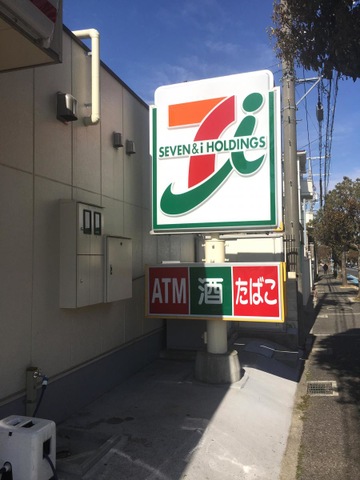 SEVEN&i HOLDINGS
ATM 酒 たばこ